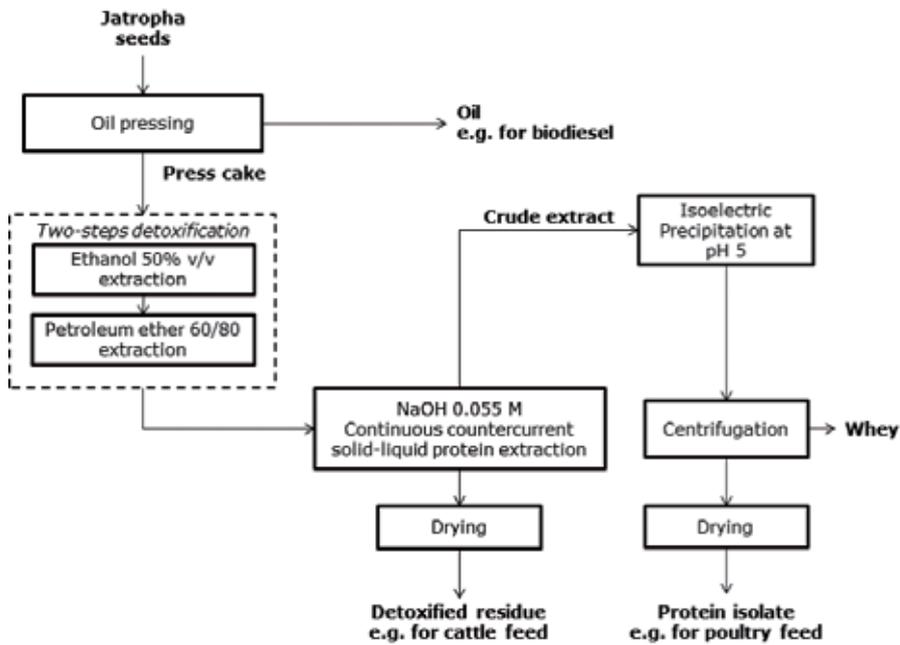 Jatropha
seeds
Oil pressing
Oil
e.g. for biodiesel
Press cake
Two-steps detoxification
Ethanol 50% v/v
extraction
Petroleum ether 60/80
extraction
Crude extract
Isoelectric
Precipitation at
pH 5
NaOH 0.055 M
Continuous countercurrent
solid-liquid protein extraction
Centrifugation
Whey
Drying
Drying
Detoxified residue
e.g. for cattle feed
Protein isolate
e.g. for poultry feed